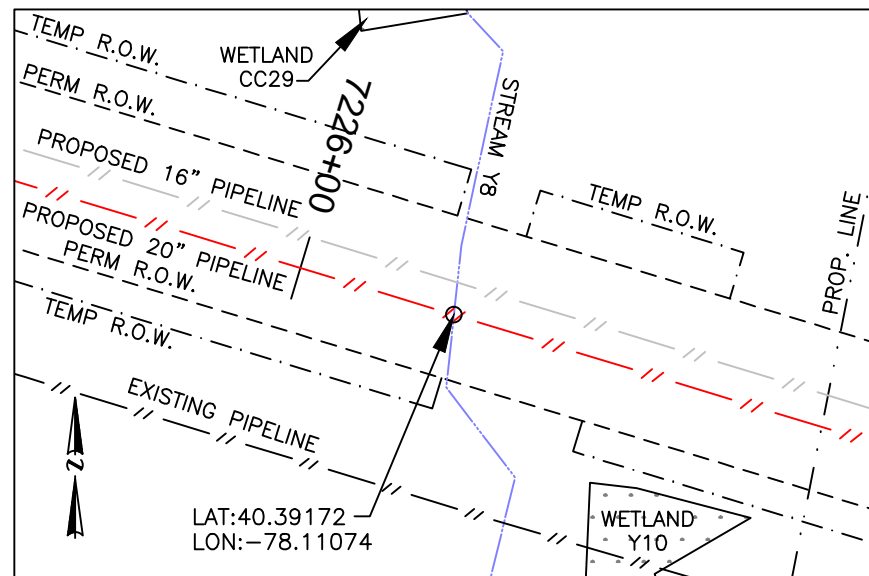 TEMP R.O.W.
WETLAND
CC29
PERM R.O.W.
7226+00
STREAM Y8
PROPOSED 16" PIPELINE
TEMP R.O.W.
PROP. LINE
PROPOSED 20" PIPELINE
PERM R.O.W.
TEMP R.O.W.
EXISTING PIPELINE
N
LAT:40.39172
LON:-78.11074
WETLAND
Y10